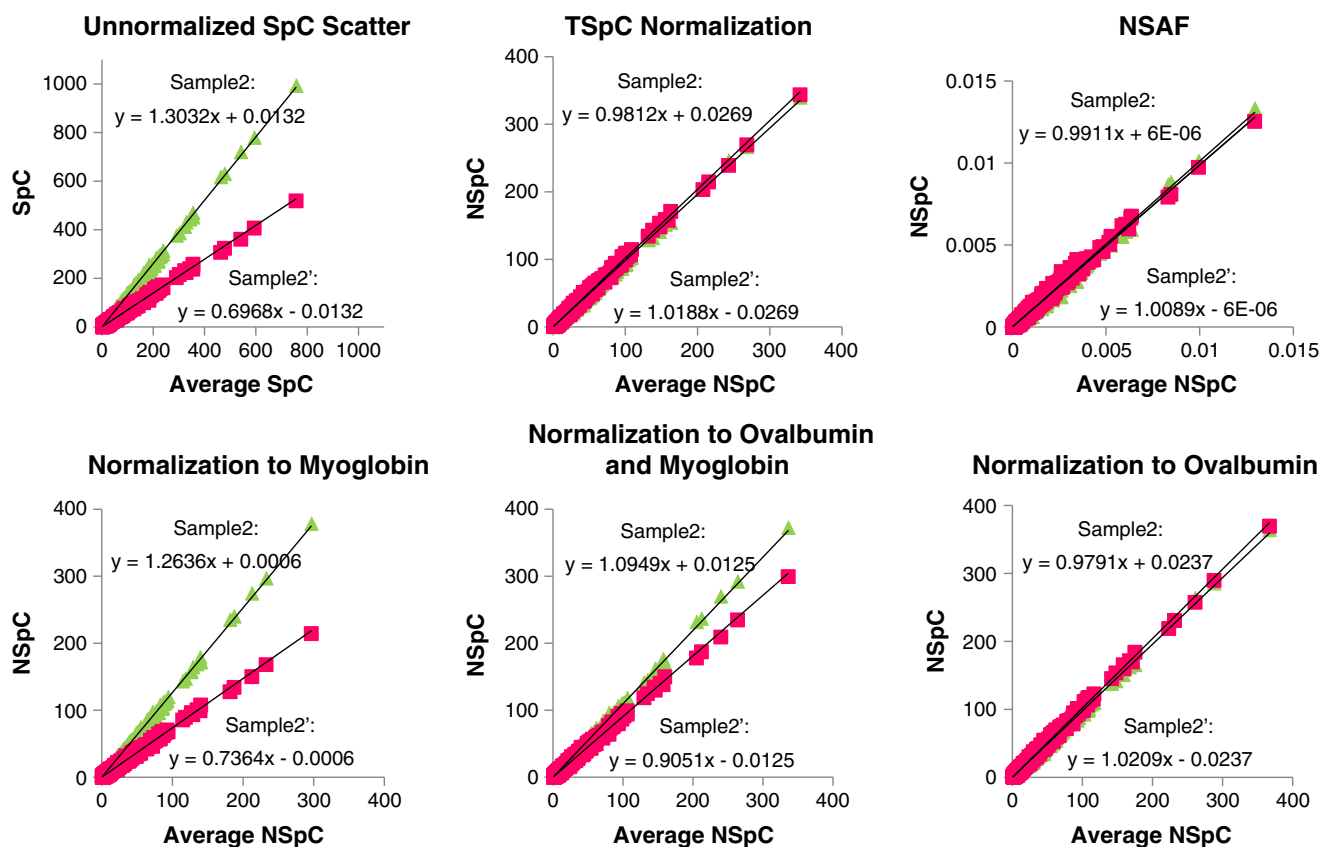 Unnormalized SpC Scatter
SpC
1000
800
600
400
200
0
0 200 400 600 800 1000
Average SpC
Sample2:
y = 1.3032x + 0.0132
Sample2’:
y = 0.6968x - 0.0132
TSpC Normalization
NSpC
400
300
200
100
0
0 100 200 300 400
Average NSpC
Sample2:
y = 0.9812x + 0.0269
Sample2’:
y = 1.0188x - 0.0269
NSAF
NSpC
0.015
0.01
0.005
0
0 0.005 0.01 0.015
Average NSpC
Sample2:
y = 0.9911x + 6E-06
Sample2’:
y = 1.0089x - 6E-06
Normalization to Myoglobin
NSpC
400
300
200
100
0
0 100 200 300 400
Average NSpC
Sample2:
y = 1.2636x + 0.0006
Sample2’:
y = 0.7364x - 0.0006
Normalization to Ovalbumin
and Myoglobin
NSpC
400
300
200
100
0
0 100 200 300 400
Average NSpC
Sample2:
y = 1.0949x + 0.0125
Sample2’:
y = 0.9051x - 0.0125
Normalization to Ovalbumin
NSpC
400
300
200
100
0
0 100 200 300 400
Average NSpC
Sample2:
y = 0.9791x + 0.0237
Sample2’:
y = 1.0209x - 0.0237